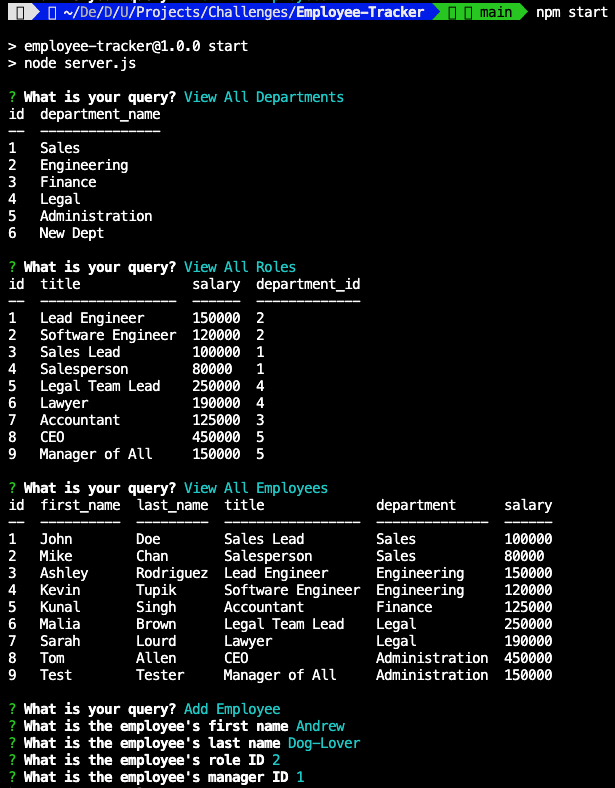 ~/De/D/U/Projects/Challenges/Employee-Tracker main npm start
> employee-tracker@1.0.0 start
> node server.js
? What is your query? View All Departments
id department_name
-- ---------------
1 Sales
2 Engineering
3 Finance
4 Legal
5 Administration
6 New Dept
? What is your query? View All Roles
id title salary department_id
-- ----------------- ------ -------------
1 Lead Engineer 150000 2
2 Software Engineer 120000 2
3 Sales Lead 100000 1
4 Salesperson 80000 1
5 Legal Team Lead 250000 4
6 Lawyer 190000 4
7 Accountant 125000 3
8 CEO 450000 5
9 Manager of All 150000 5
? What is your query? View All Employees
id first_name last_name title department salary
-- ---------- --------- ----------------- -------------- ------
1 John Doe Sales Lead Sales 100000
2 Mike Chan Salesperson Sales 80000
3 Ashley Rodriguez Lead Engineer Engineering 150000
4 Kevin Tupik Software Engineer Engineering 120000
5 Kunal Singh Accountant Finance 125000
6 Malia Brown Legal Team Lead Legal 250000
7 Sarah Lourd Lawyer Legal 190000
8 Tom Allen CEO Administration 450000
9 Test Tester Manager of All Administration 150000
? What is your query? Add Employee
? What is the employee's first name Andrew
? What is the employee's last name Dog-Lover
? What is the employee's role ID 2
? What is the employee's manager ID 1